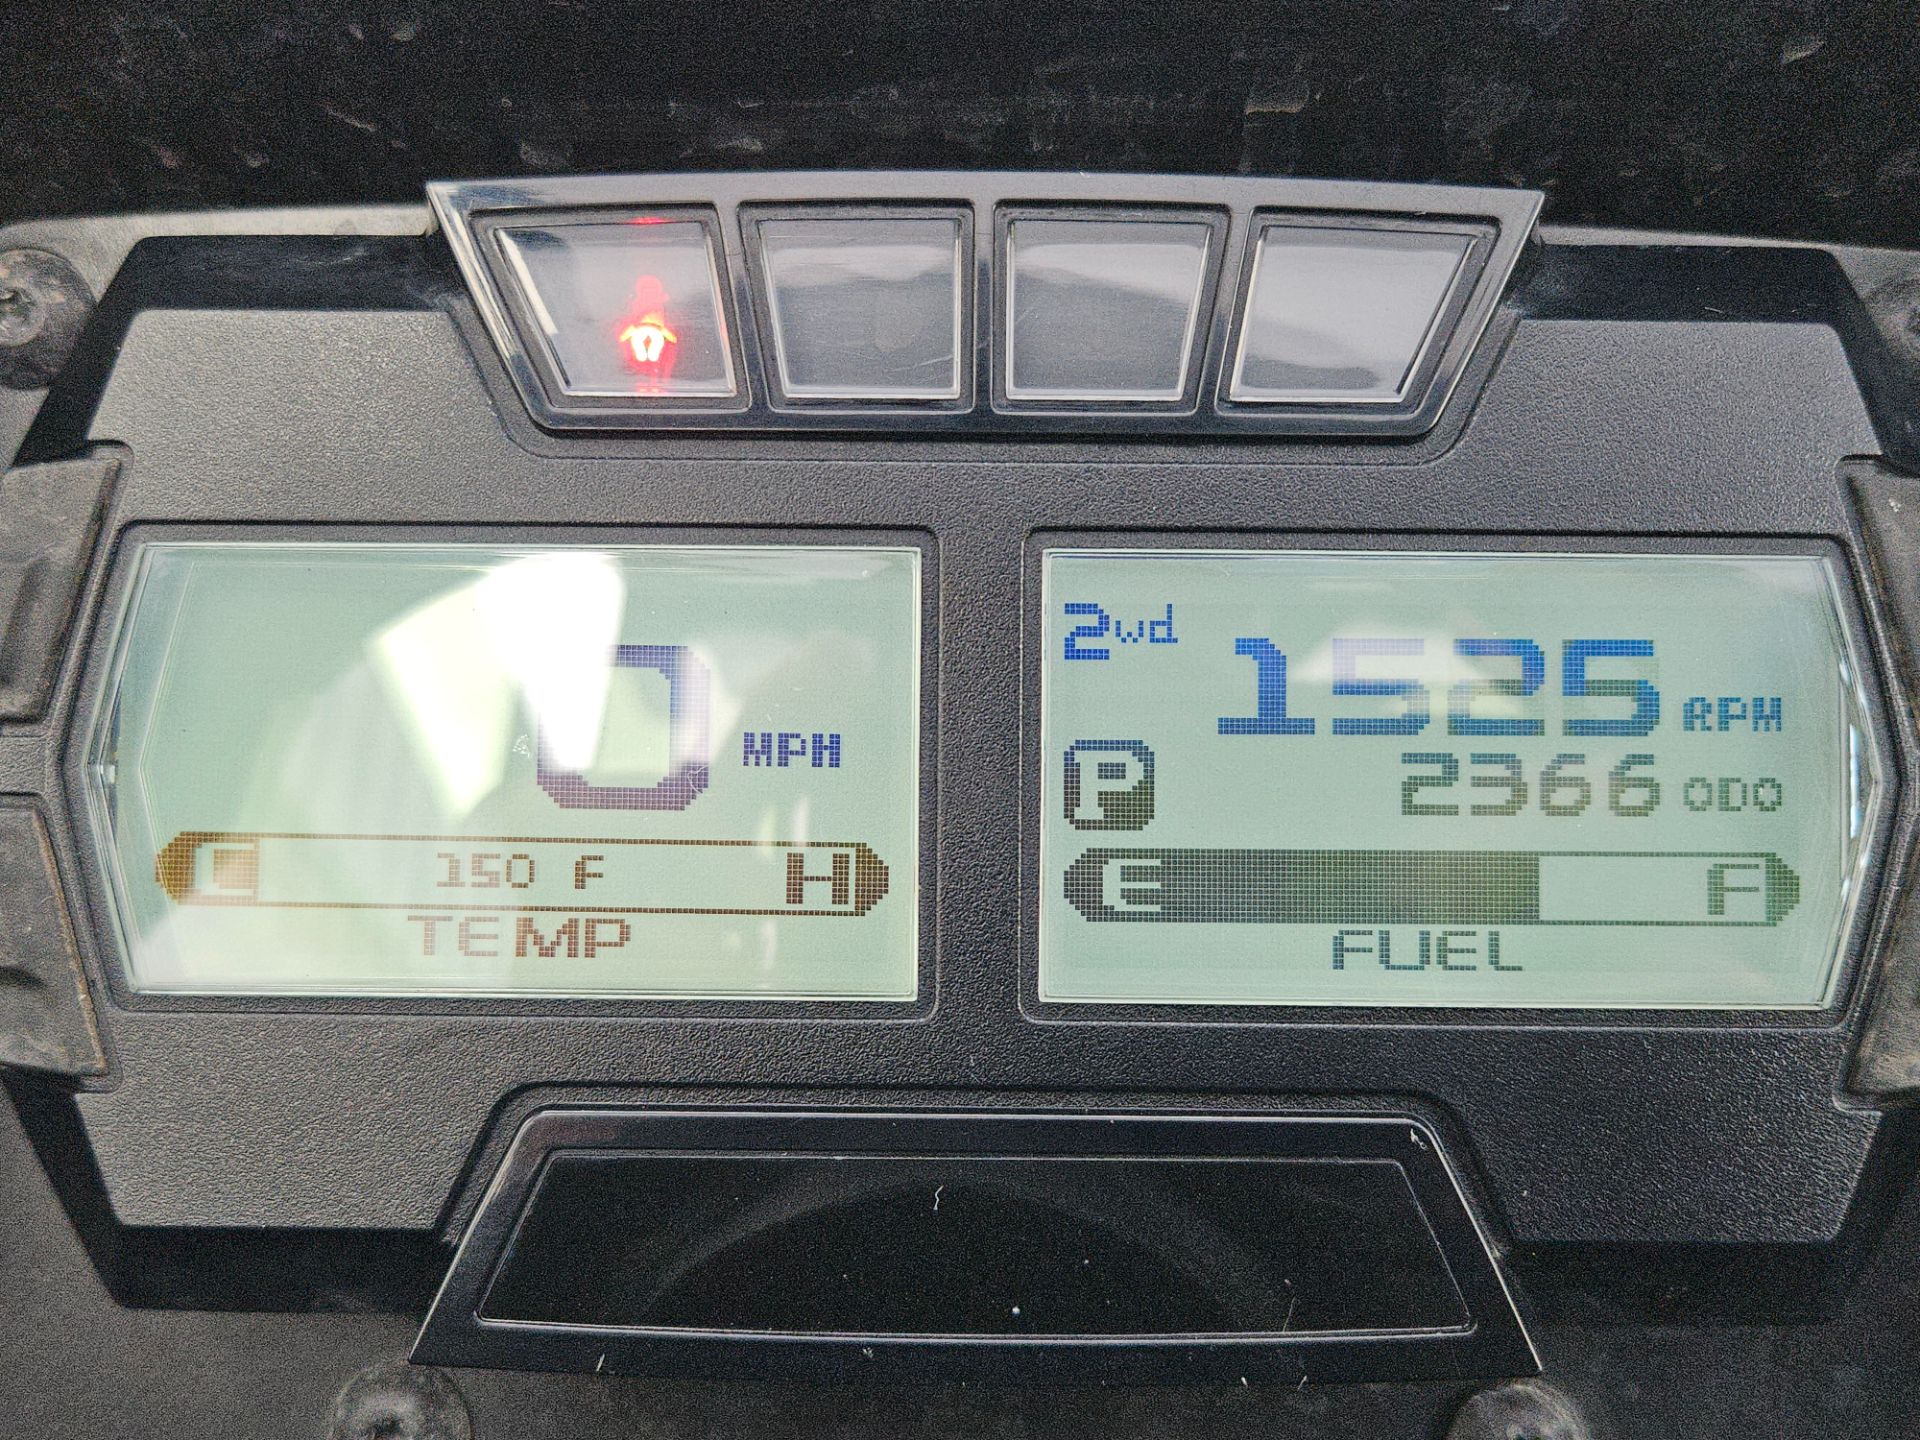 0 MPH
C 150 F H
TEMP
2wd
1525 RPM
P
2366 ODO
E F
FUEL